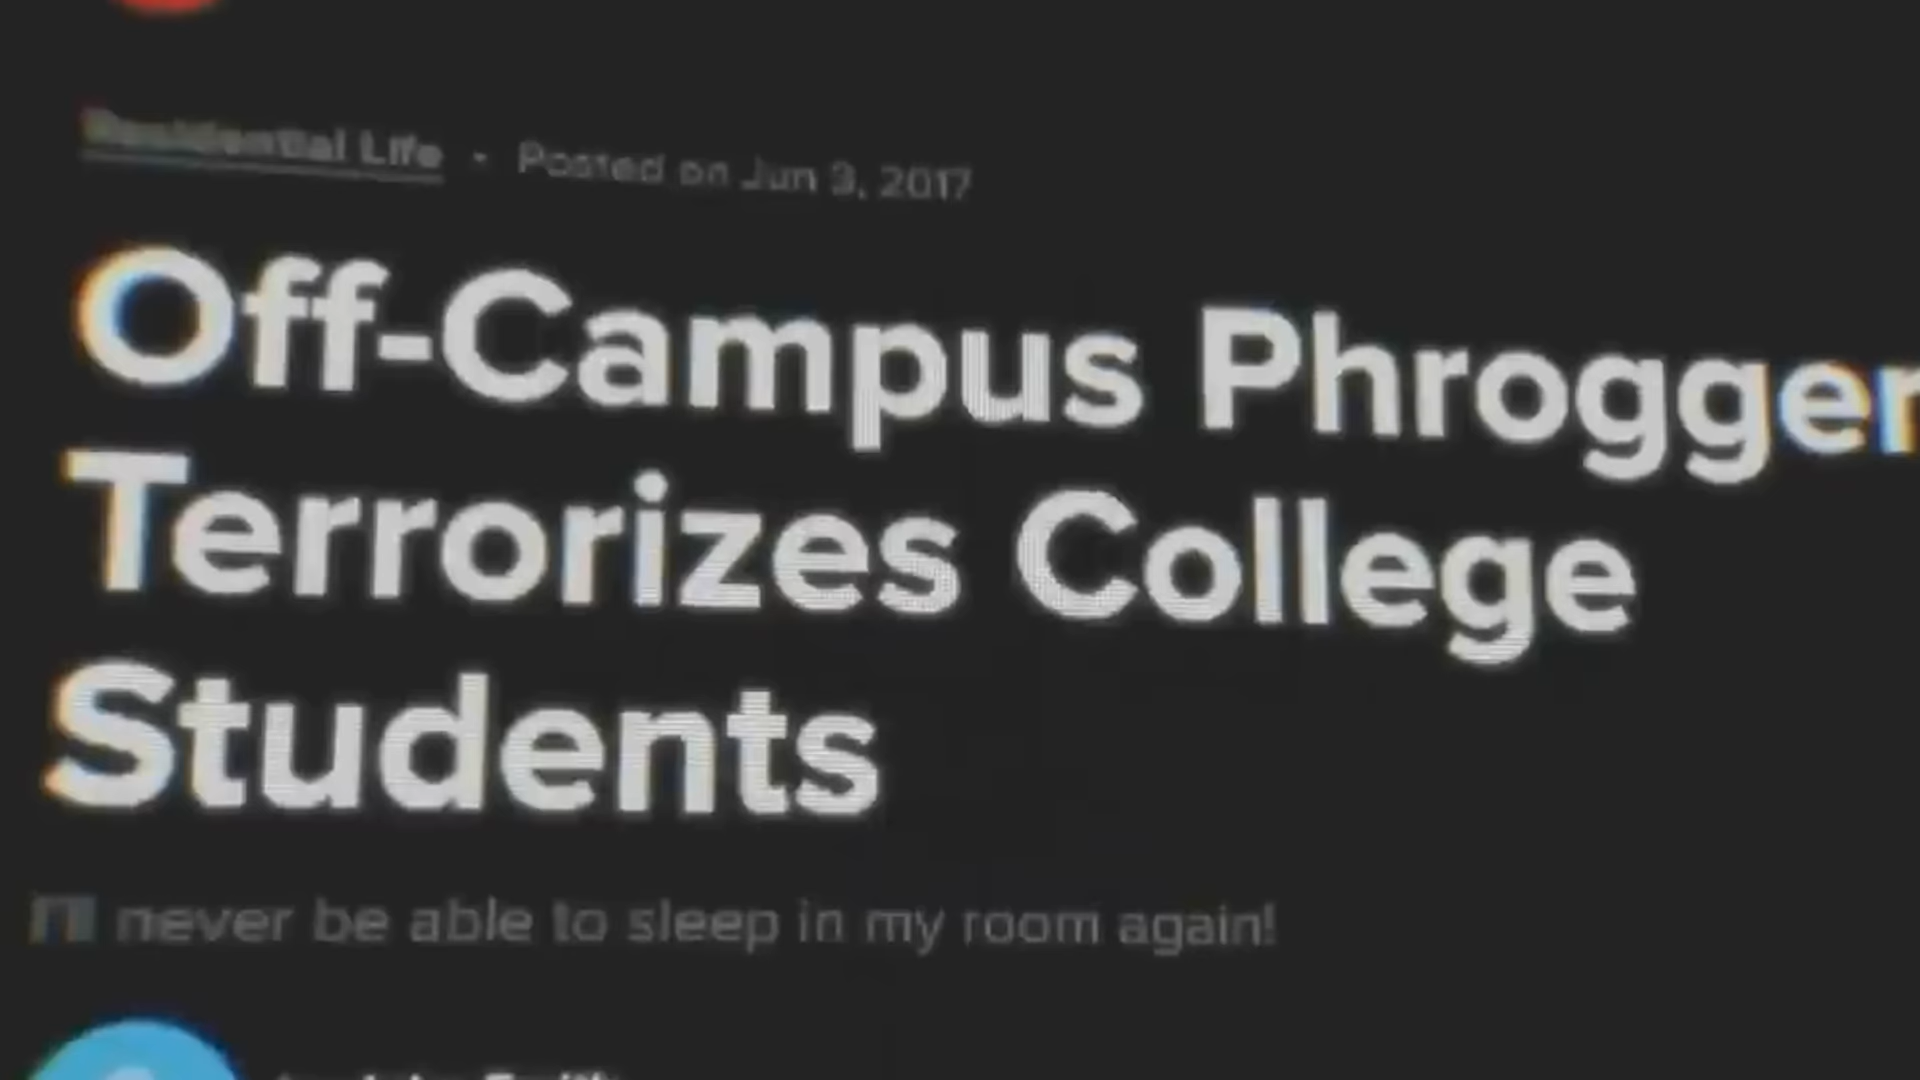 Residential Life · Posted on Jun 3, 2017
Off-Campus Phrogger
Terrorizes College
Students
I'll never be able to sleep in my room again!